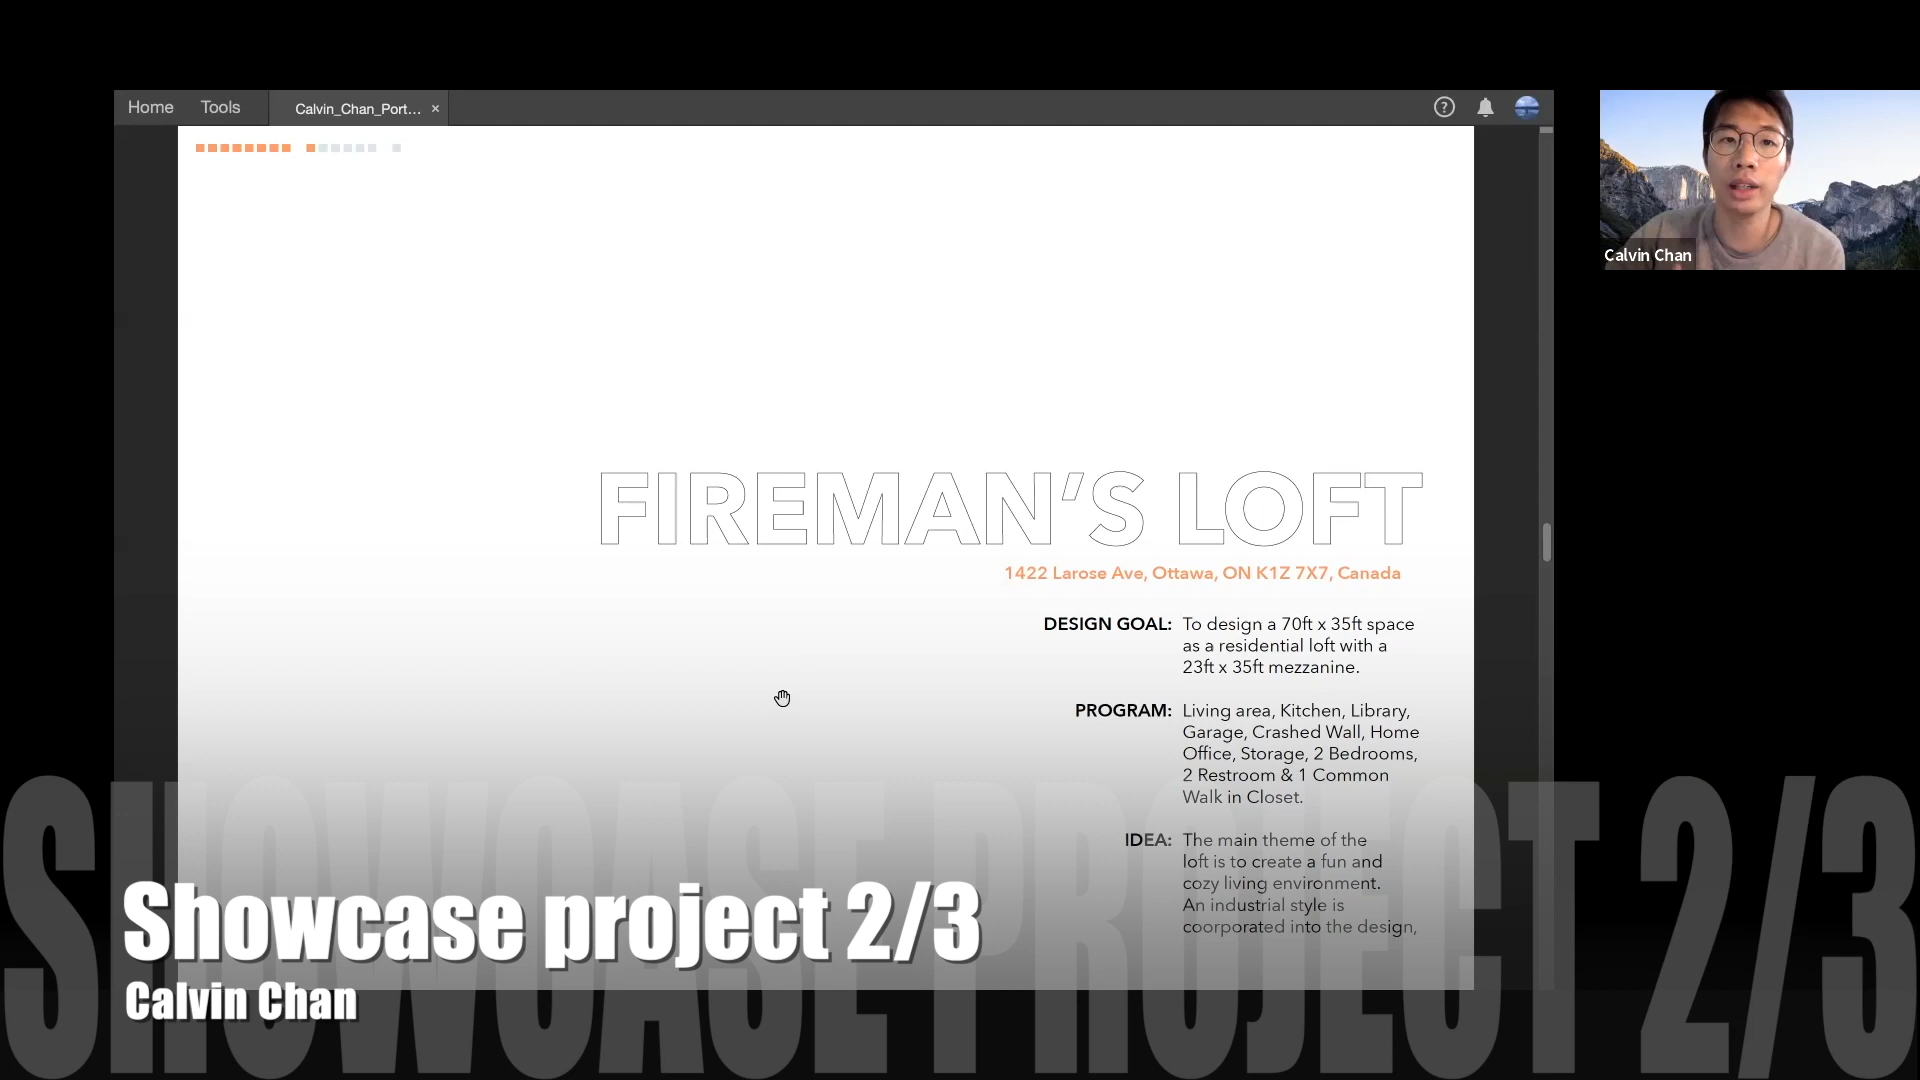 Home Tools Calvin_Chan_Port... ×
FIREMAN'S LOFT
1422 Larose Ave, Ottawa, ON K1Z 7X7, Canada
DESIGN GOAL: To design a 70ft x 35ft space
as a residential loft with a
23ft x 35ft mezzanine.
PROGRAM: Living area, Kitchen, Library,
Garage, Crashed Wall, Home
Office, Storage, 2 Bedrooms,
2 Restroom & 1 Common
Walk in Closet.
IDEA: The main theme of the
loft is to create a fun and
cozy living environment.
An industrial style is
coorporated into the design,
Calvin Chan
SHOWCASE PROJECT 2/3
Showcase project 2/3
Calvin Chan